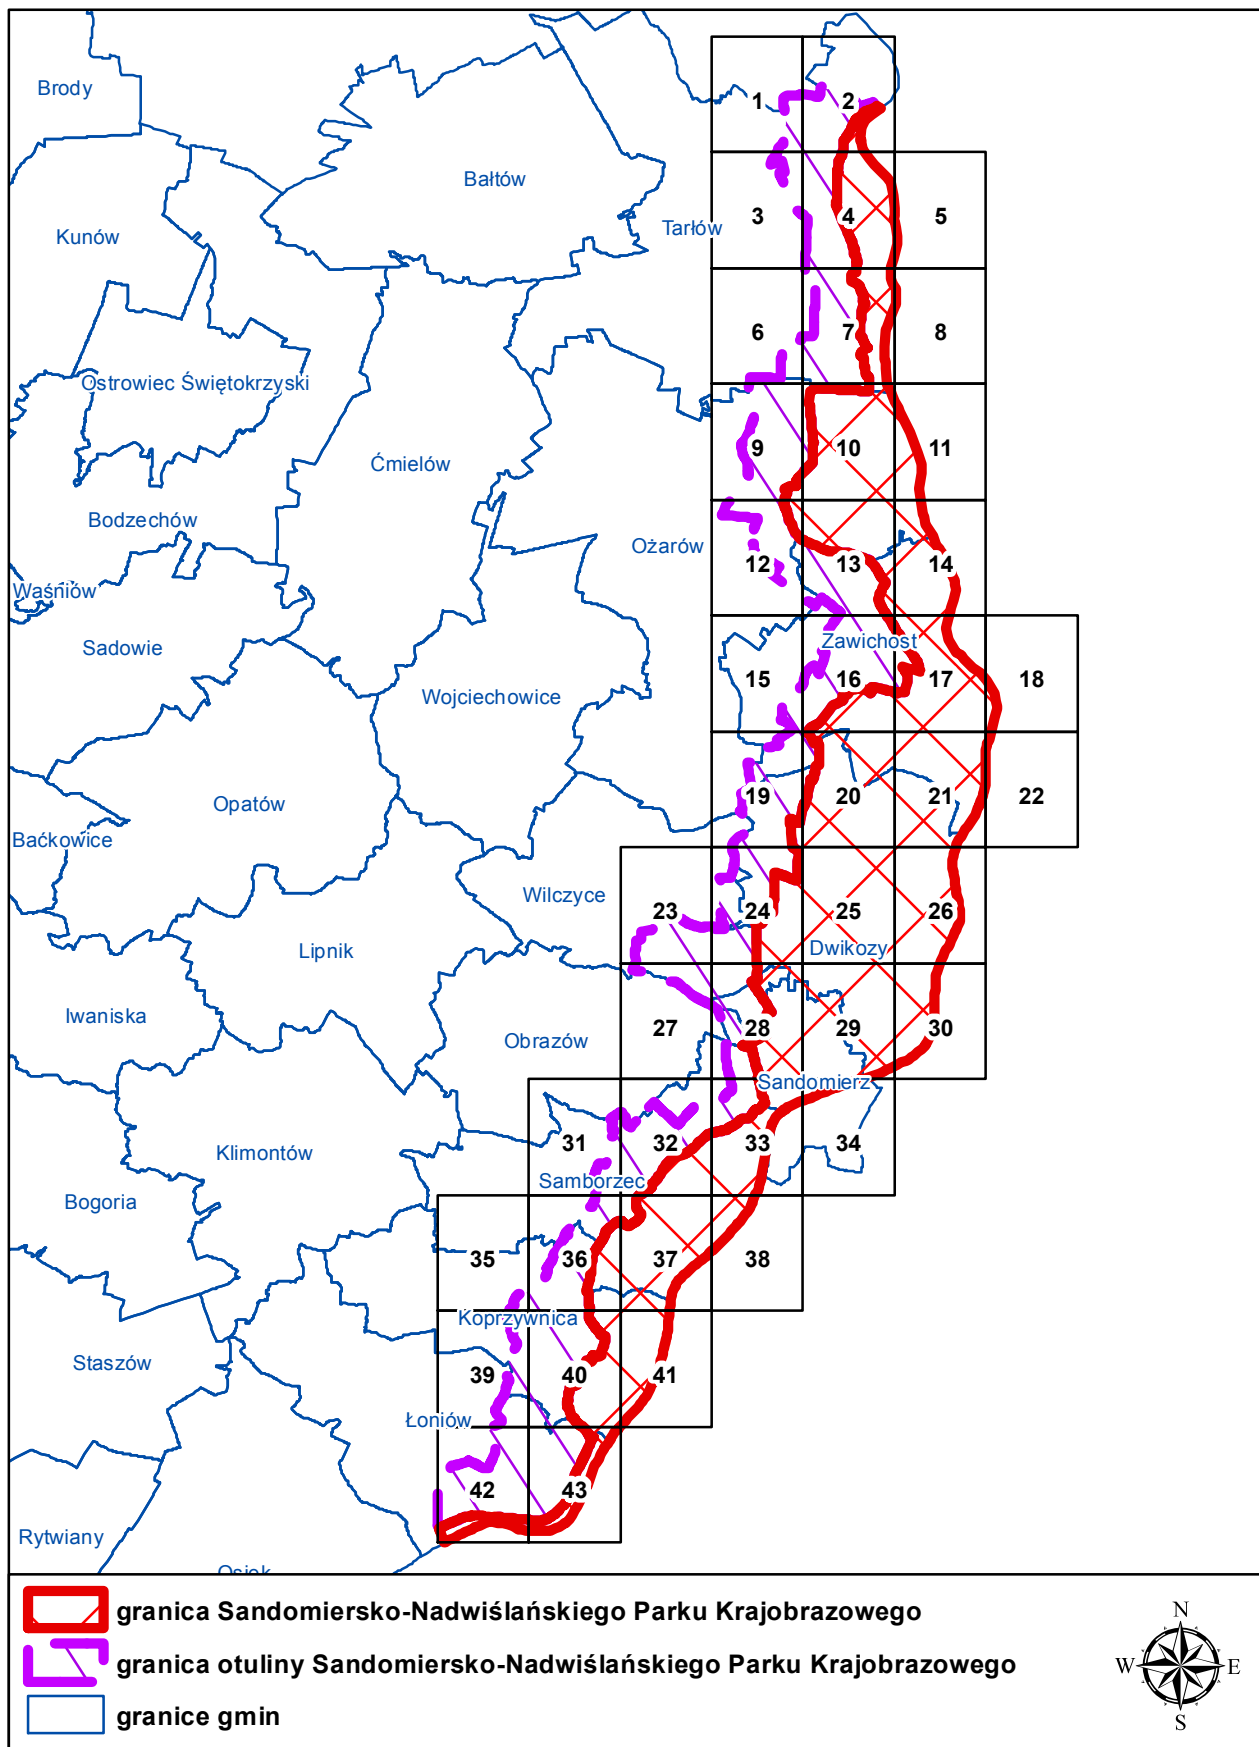 Brody
1
2
Bałtów
3
4
5
Tarłów
Kunów
6
7
8
Ostrowiec Świętokrzyski
9
10
11
Ćmielów
Bodzechów
Ożarów
12
13
14
Waśniów
Sadowie
Zawichost
15
16
17
18
Wojciechowice
Opatów
19
20
21
22
Baćkowice
Wilczyce
23
24
25
26
Lipnik
Dwikozy
Iwaniska
27
28
29
30
Obrazów
Sandomierz
31
32
33
34
Klimontów
Samborzec
Bogoria
35
36
37
38
Koprzywnica
Staszów
39
40
41
Łoniów
42
43
Rytwiany
Osiek
granica Sandomiersko-Nadwiślańskiego Parku Krajobrazowego
granica otuliny Sandomiersko-Nadwiślańskiego Parku Krajobrazowego
granice gmin
N
W E
S